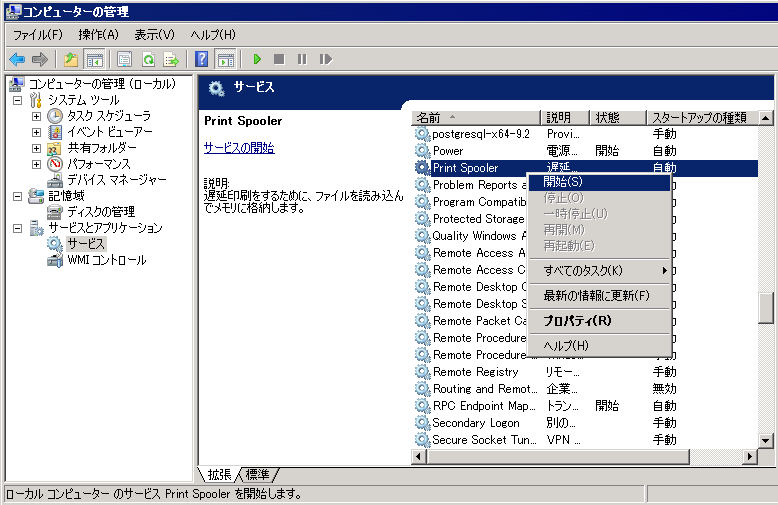 コンピューターの管理
ファイル(F) 操作(A) 表示(V) ヘルプ(H)
コンピューターの管理 (ローカル)
システム ツール
タスク スケジューラ
イベント ビューアー
共有フォルダー
パフォーマンス
デバイス マネージャー
記憶域
ディスクの管理
サービスとアプリケーション
サービス
WMI コントロール
サービス
Print Spooler
サービスの開始
説明:
遅延印刷をするために、ファイルを読み込ん
でメモリに格納します。
名前 説明 状態 スタートアップの種類
postgresql-x64-9.2 Provi... 手動
Power 電源... 開始 自動
Print Spooler 遅延... 自動
Problem Reports a
Program Compatib
Protected Storage
Quality Windows A
Remote Access A
Remote Access C
Remote Desktop C
Remote Desktop S
Remote Packet Ca
Remote Procedure
Remote Procedure...
Remote Registry リモー... 手動
Routing and Remot... 企業... 無効
RPC Endpoint Map... トラン... 開始 自動
Secondary Logon 別の... 手動
Secure Socket Tun... VPN ... 手動
開始(S)
停止(O)
一時停止(U)
再開(M)
再起動(E)
すべてのタスク(K)
最新の情報に更新(F)
プロパティ(R)
ヘルプ(H)
拡張 標準
ローカル コンピューター のサービス Print Spooler を開始します。